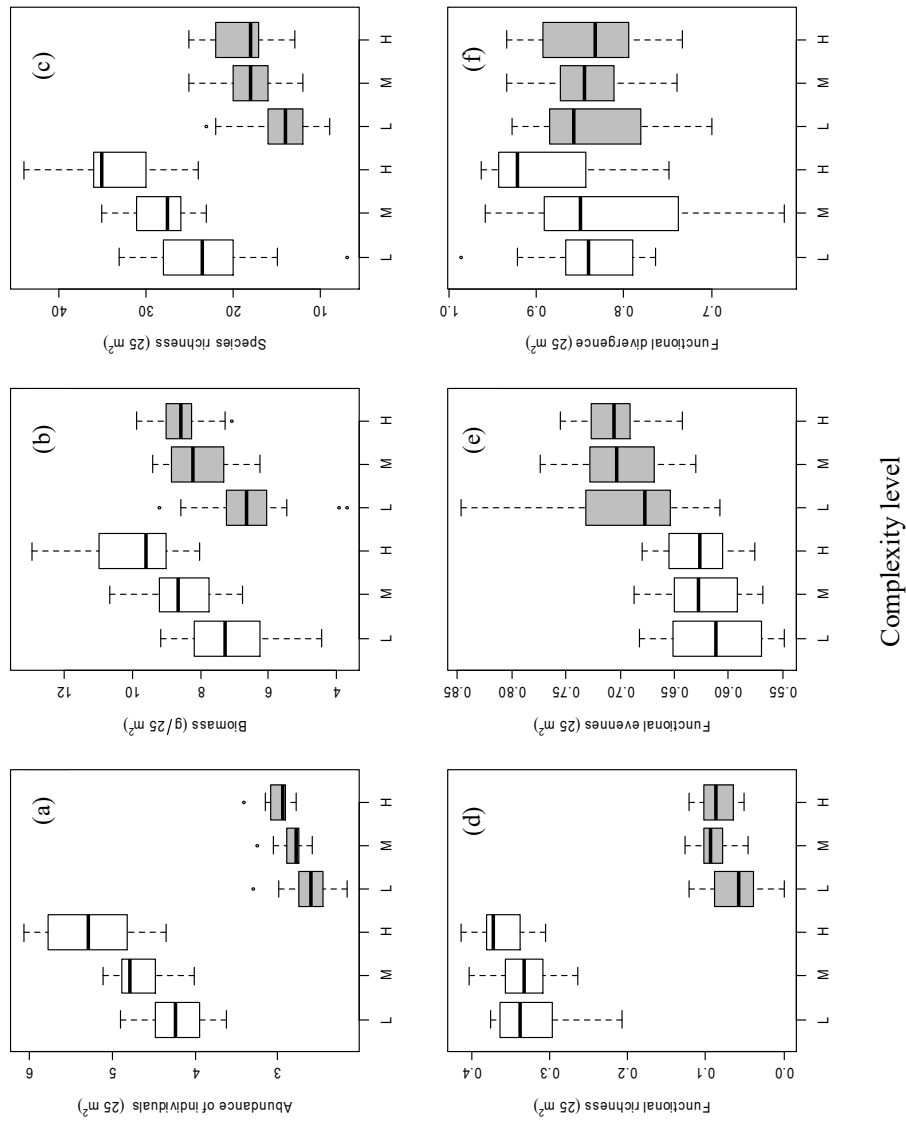 (a)
Abundance of individuals (25 m²)
6
5
4
3
L M H L M H
(b)
Biomass (g/25 m²)
12
10
8
6
4
L M H L M H
(c)
Species richness (25 m²)
40
30
20
10
L M H L M H
(d)
Functional richness (25 m²)
0.4
0.3
0.2
0.1
0.0
L M H L M H
(e)
Functional evennes (25 m²)
0.85
0.80
0.75
0.70
0.65
0.60
0.55
L M H L M H
(f)
Functional divergence (25 m²)
1.0
0.9
0.8
0.7
L M H L M H
Complexity level